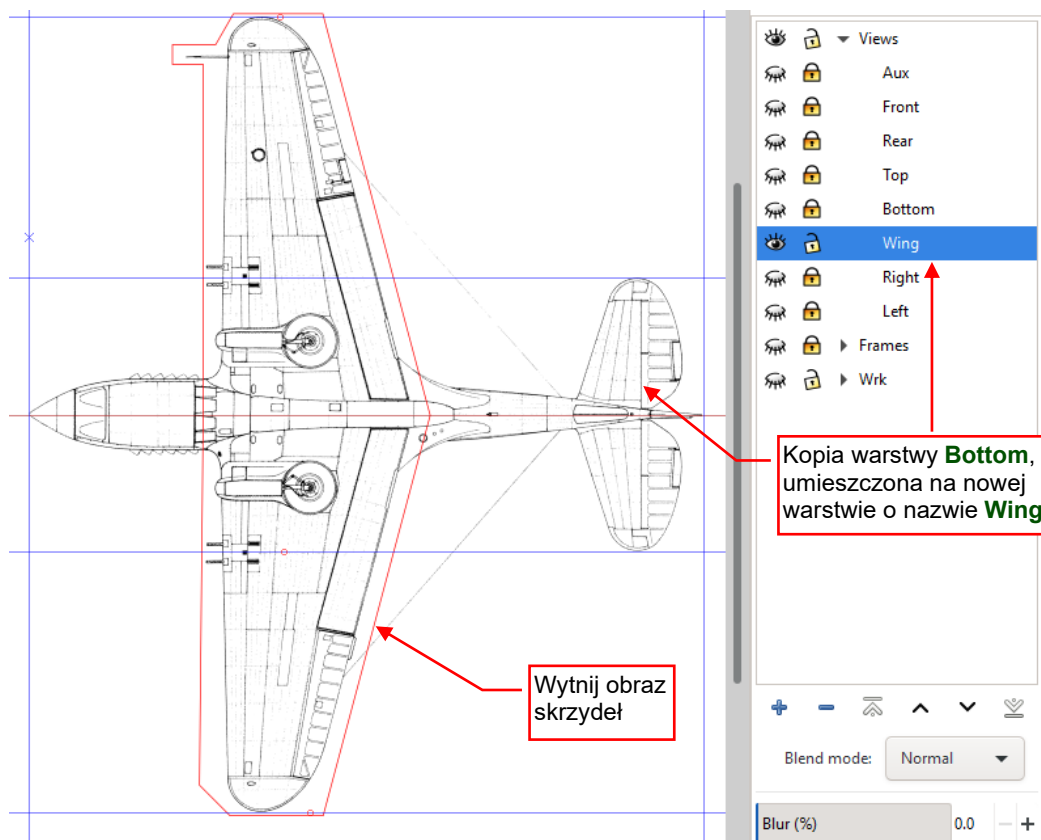 Views
Aux
Front
Rear
Top
Bottom
Wing
Right
Left
Frames
Wrk
Kopia warstwy Bottom,
umieszczona na nowej
warstwie o nazwie Wing
Wytnij obraz
skrzydeł
Blend mode: Normal
Blur (%) 0.0